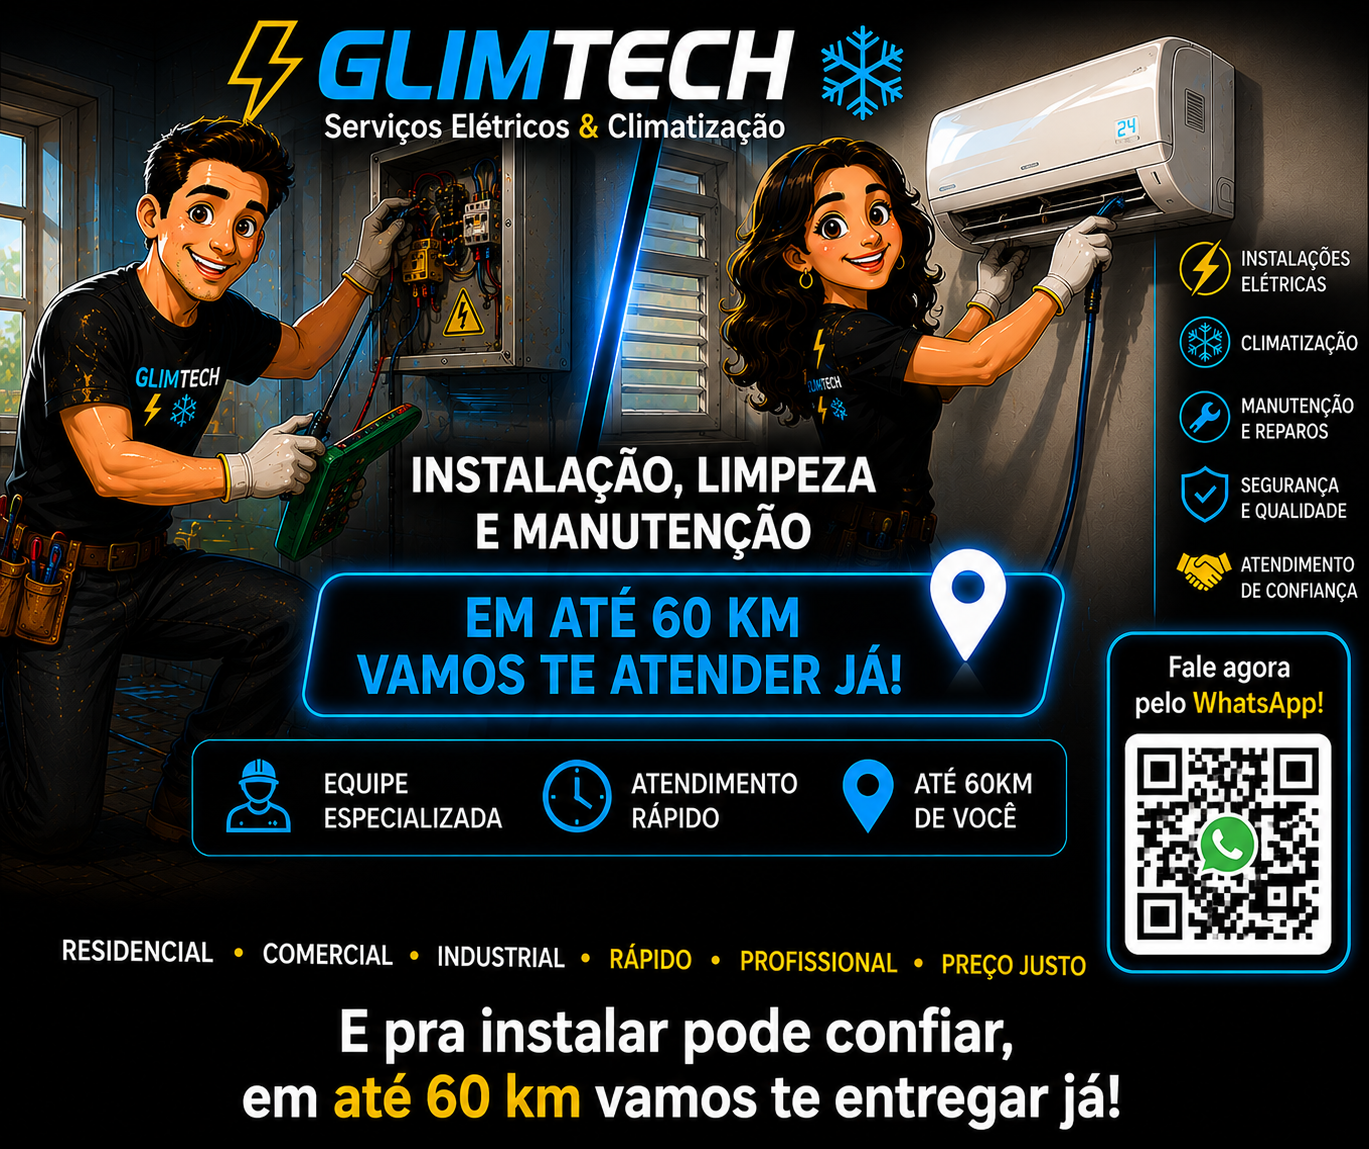 GLIMTECH
Serviços Elétricos & Climatização
24
GLIMTECH
INSTALAÇÕES
ELÉTRICAS
CLIMATIZAÇÃO
MANUTENÇÃO
E REPAROS
SEGURANÇA
E QUALIDADE
ATENDIMENTO
DE CONFIANÇA
INSTALAÇÃO, LIMPEZA
E MANUTENÇÃO
EM ATÉ 60 KM
VAMOS TE ATENDER JÁ!
EQUIPE
ESPECIALIZADA
ATENDIMENTO
RÁPIDO
ATÉ 60KM
DE VOCÊ
Fale agora
pelo WhatsApp!
RESIDENCIAL • COMERCIAL • INDUSTRIAL • RÁPIDO • PROFISSIONAL • PREÇO JUSTO
E pra instalar pode confiar,
em até 60 km vamos te entregar já!